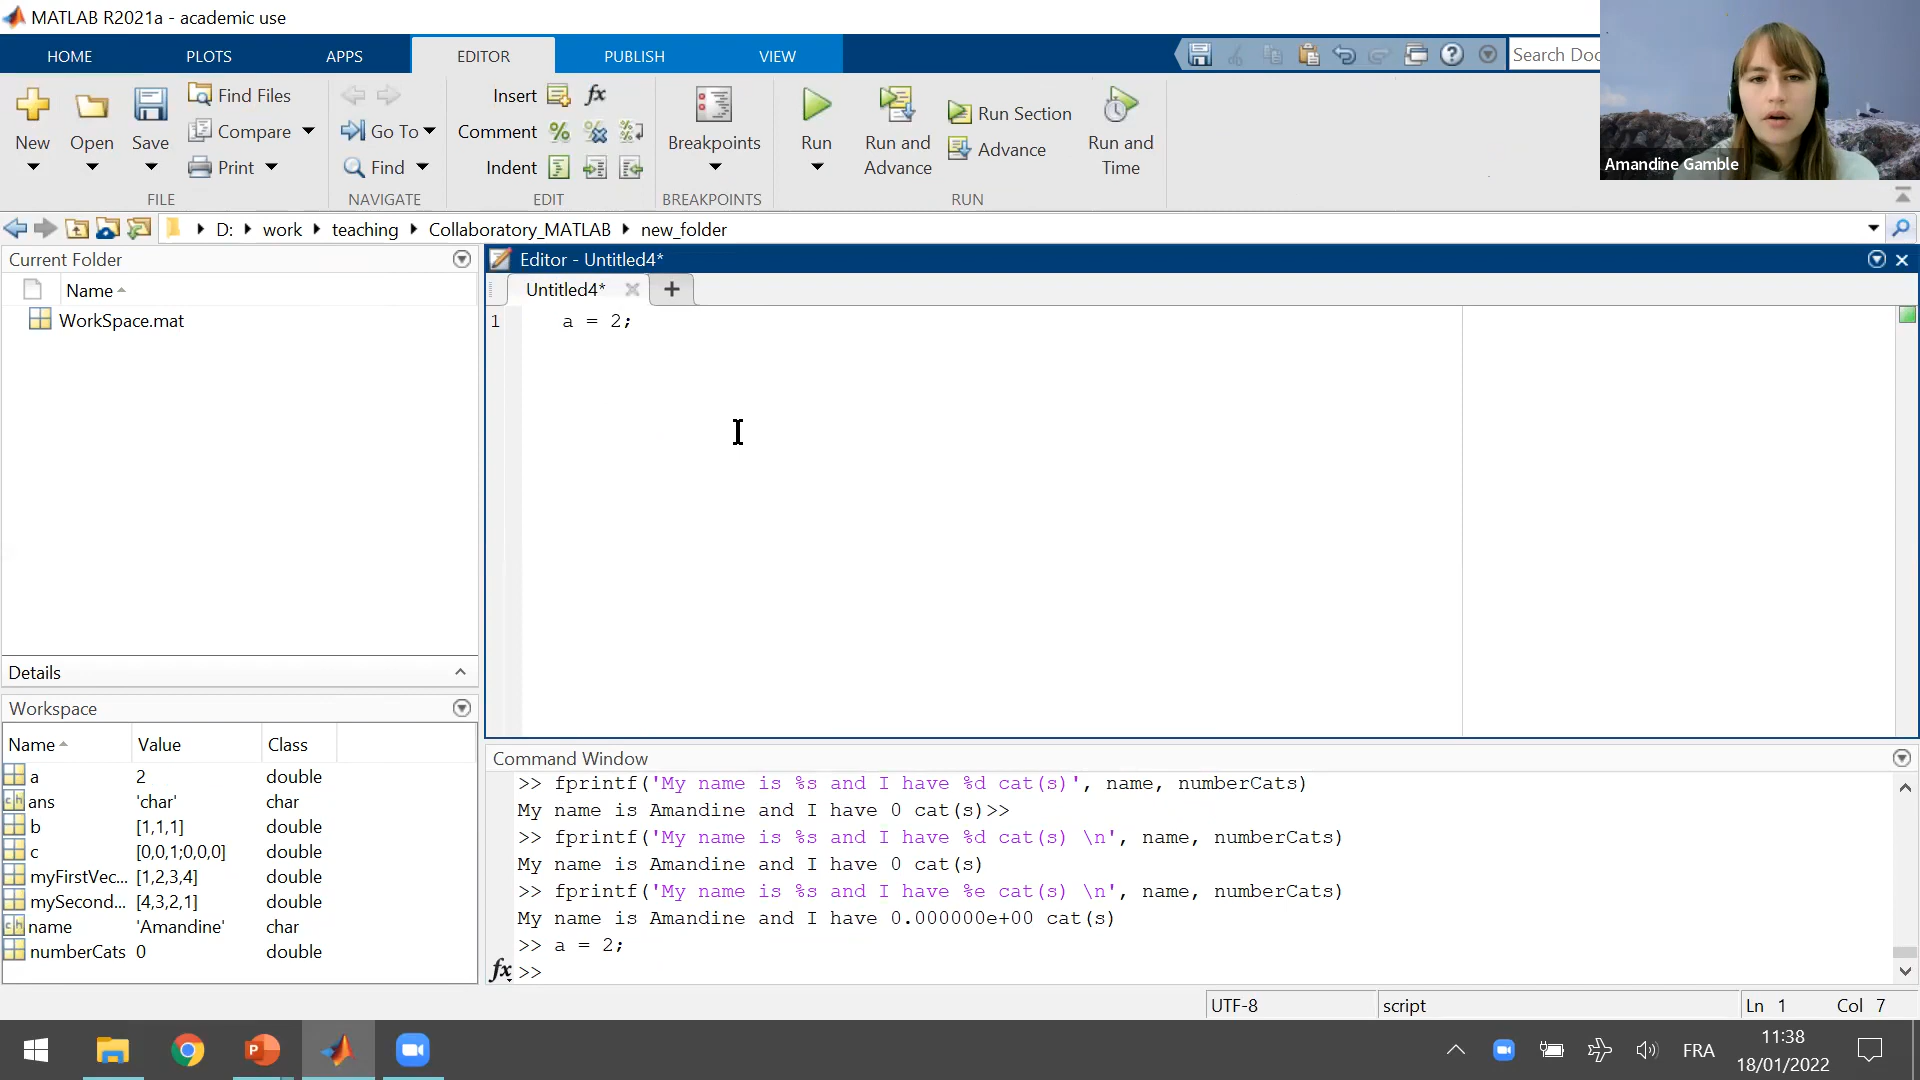 MATLAB R2021a - academic use
HOME PLOTS APPS EDITOR PUBLISH VIEW
Search Doc
New
Open
Save
Find Files
Compare
Print
FILE
Go To
Find
NAVIGATE
Insert fx
Comment
Indent
EDIT
Breakpoints
BREAKPOINTS
Run
Run and
Advance
Run Section
Advance
Run and
Time
RUN
Amandine Gamble
D: work teaching Collaboratory_MATLAB new_folder
Current Folder
Name
WorkSpace.mat
Details
Workspace
Name Value Class
a 2 double
ans 'char' char
b [1,1,1] double
c [0,0,1;0,0,0] double
myFirstVec... [1,2,3,4] double
mySecond... [4,3,2,1] double
name 'Amandine' char
numberCats 0 double
Editor - Untitled4*
Untitled4*
1 a = 2;
Command Window
>> fprintf('My name is %s and I have %d cat(s)', name, numberCats)
My name is Amandine and I have 0 cat(s)>>
>> fprintf('My name is %s and I have %d cat(s) \n', name, numberCats)
My name is Amandine and I have 0 cat(s)
>> fprintf('My name is %s and I have %e cat(s) \n', name, numberCats)
My name is Amandine and I have 0.000000e+00 cat(s)
>> a = 2;
fx >>
UTF-8 script Ln 1 Col 7
FRA
11:38
18/01/2022